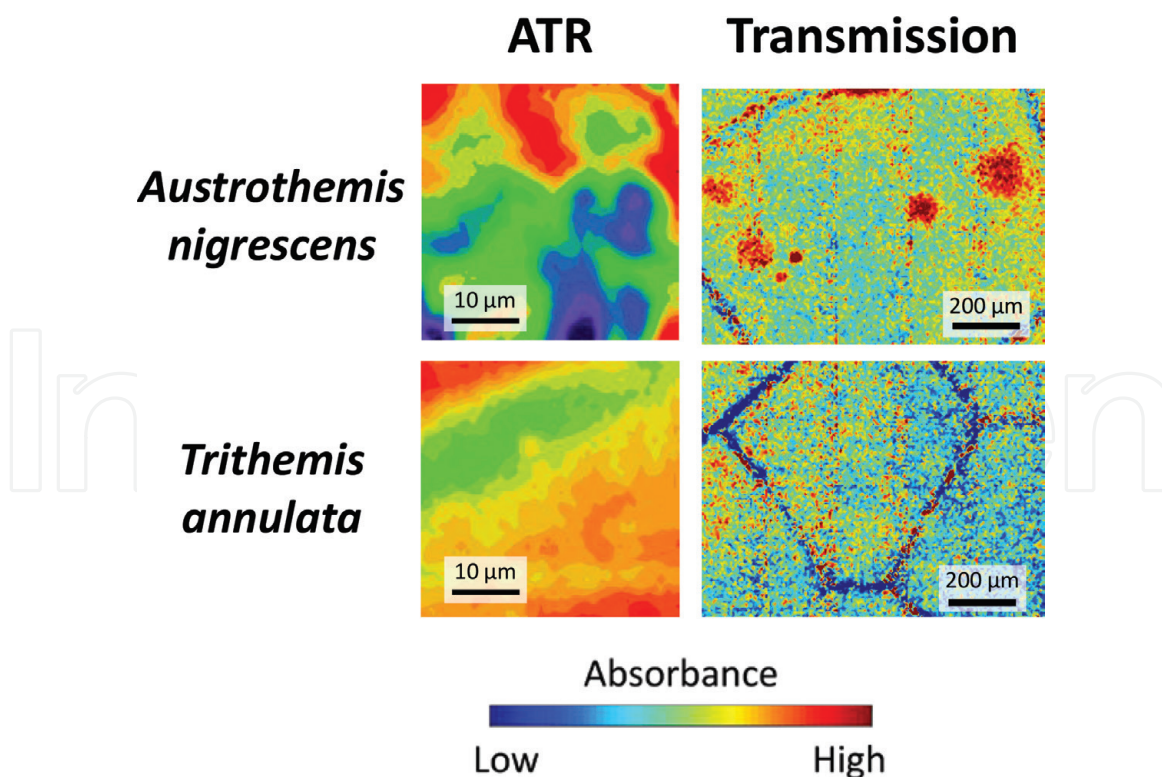 ATR
Transmission
Austrothemis
nigrescens
10 μm
200 μm
Trithemis
annulata
10 μm
200 μm
Absorbance
Low
High